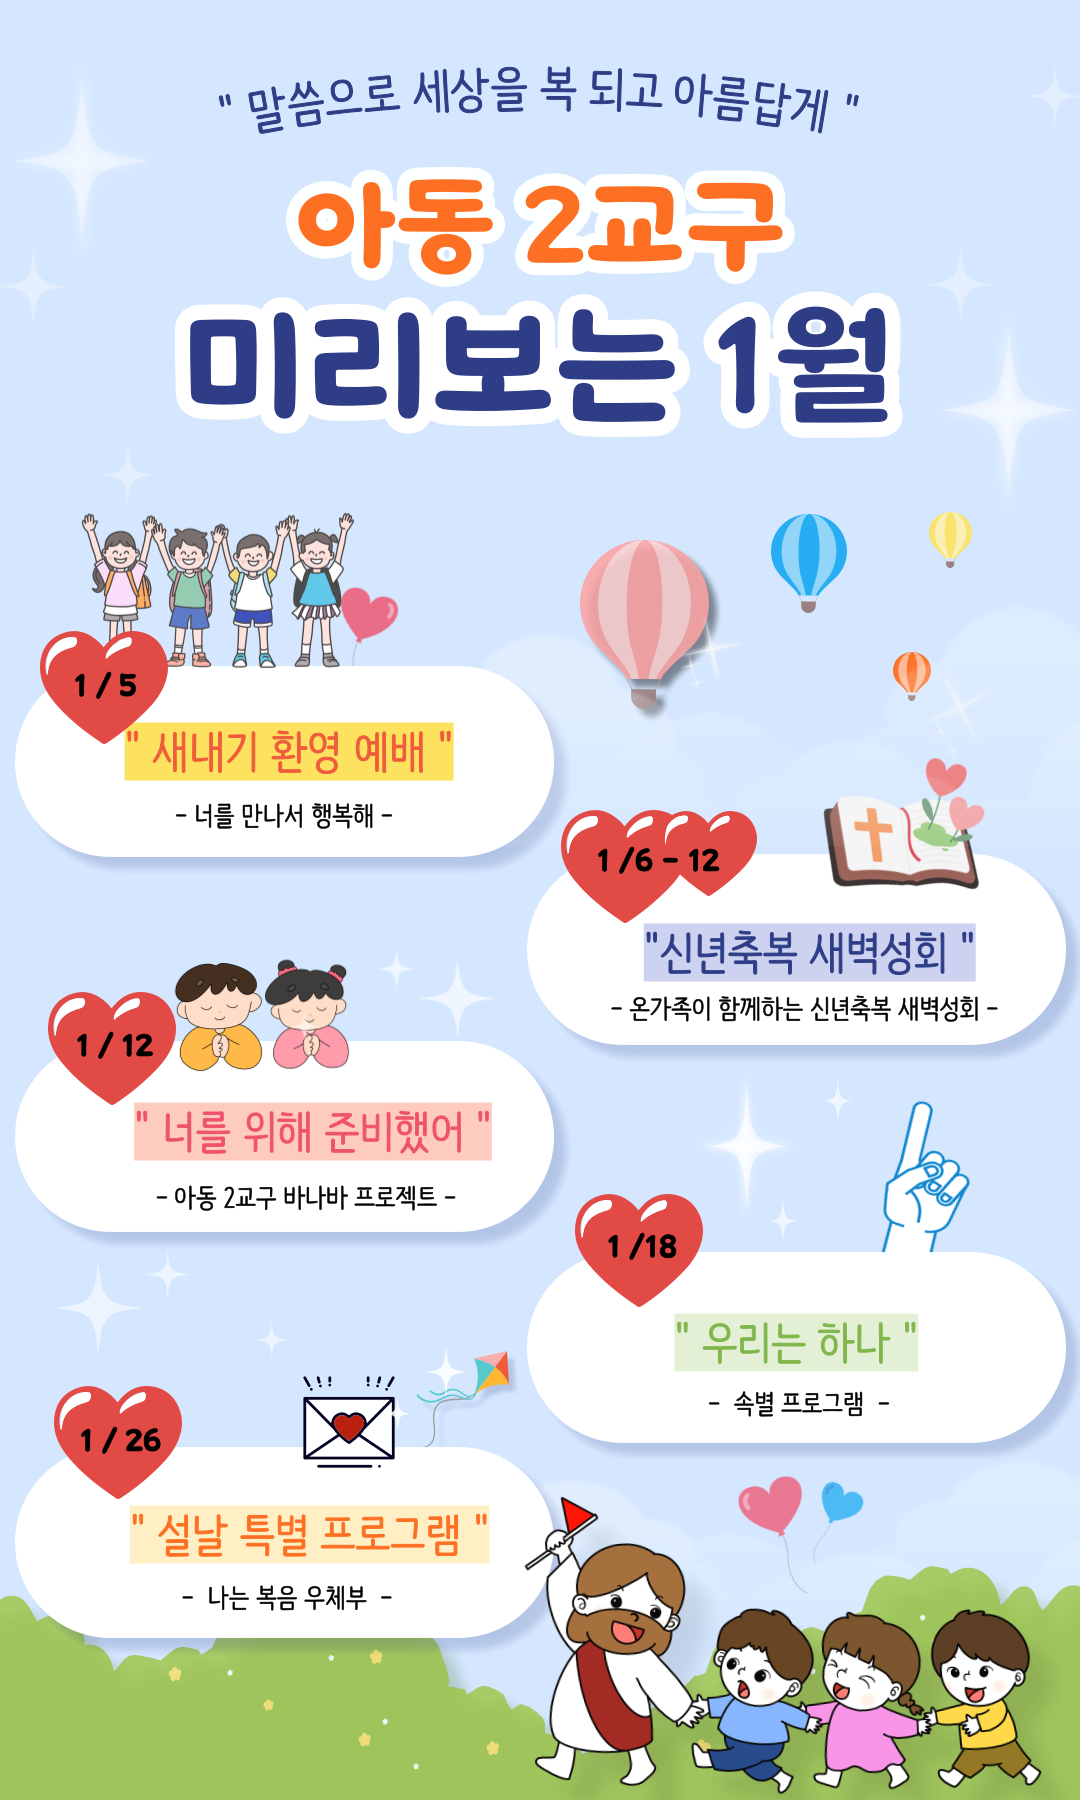 " 말씀으로 세상을 복 되고 아름답게 "
아동 2교구
미리보는 1월
1 / 5
" 새내기 환영 예배 "
- 너를 만나서 행복해 -
1 /6 - 12
"신년축복 새벽성회 "
- 온가족이 함께하는 신년축복 새벽성회 -
1 / 12
" 너를 위해 준비했어 "
- 아동 2교구 바나바 프로젝트 -
1 /18
" 우리는 하나 "
- 속별 프로그램 -
1 / 26
" 설날 특별 프로그램 "
- 나는 복음 우체부 -